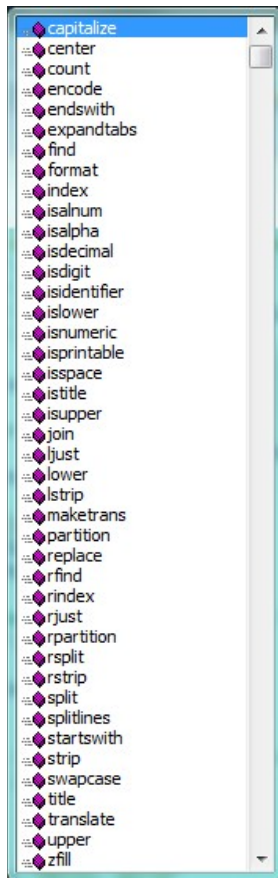 capitalize
center
count
encode
endswith
expandtabs
find
format
index
isalnum
isalpha
isdecimal
isdigit
isidentifier
islower
isnumeric
isprintable
isspace
istitle
isupper
join
ljust
lower
lstrip
maketrans
partition
replace
rfind
rindex
rjust
rpartition
rsplit
rstrip
split
splitlines
startswith
strip
swapcase
title
translate
upper
zfill